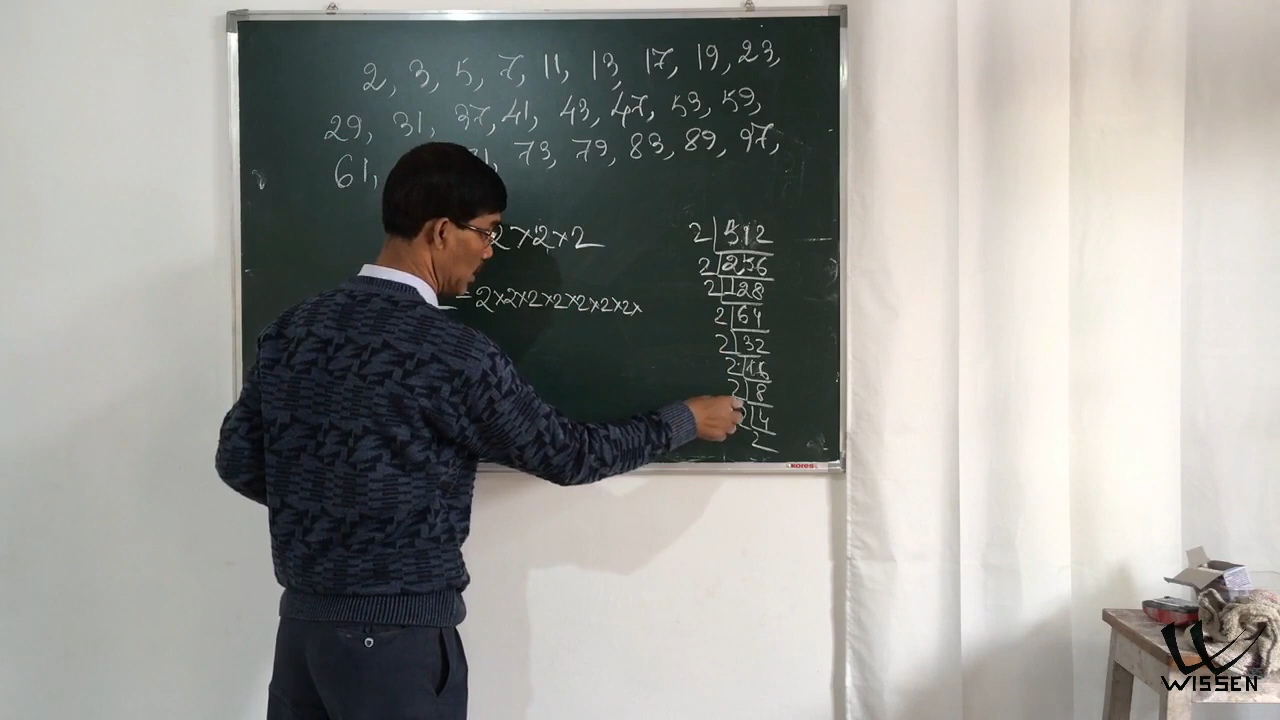 2, 3, 5, 7, 11, 13, 17, 19, 23,
29, 31, 37, 41, 43, 47, 53, 59,
61, 71, 73, 79, 83, 89, 97,
2×2×2
= 2×2×2×2×2×2×2×
2 512
2 256
2 128
2 64
2 32
2 16
2 8
2 4
2
KORES
WISSEN